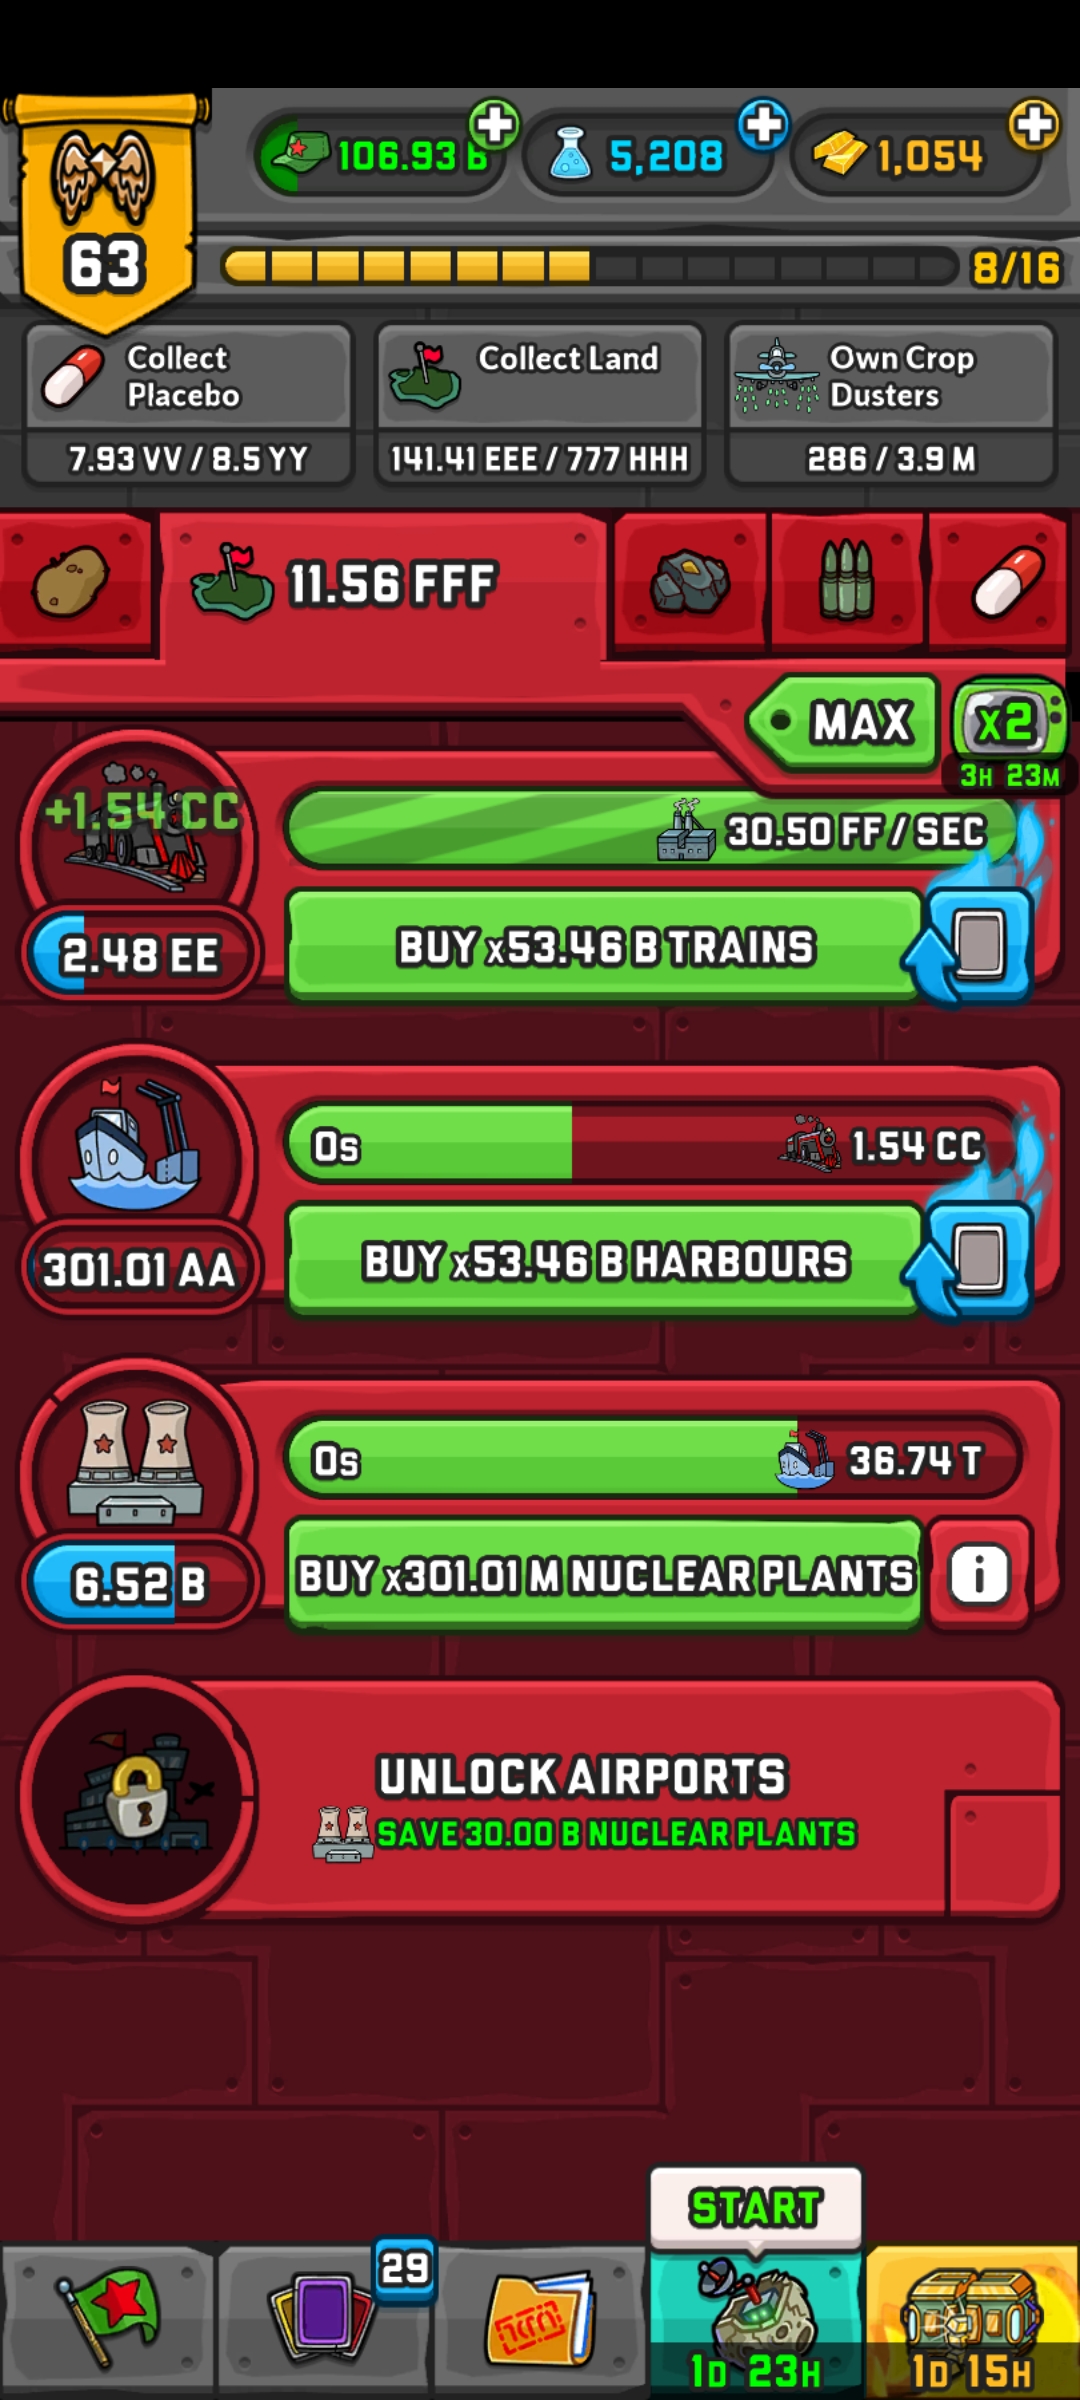 106.93 B
5,208
1,054
63
8/16
Collect
Placebo
7.93 VV / 8.5 YY
Collect Land
141.41 EEE / 777 HHH
Own Crop
Dusters
286 / 3.9 M
11.56 FFF
MAX
x2
3H 23M
+1.54 CC
30.50 FF / SEC
2.48 EE
BUY x53.46 B TRAINS
0s
1.54 CC
301.01 AA
BUY x53.46 B HARBOURS
0s
36.74 T
6.52 B
BUY x301.01 M NUCLEAR PLANTS
i
UNLOCK AIRPORTS
SAVE 30.00 B NUCLEAR PLANTS
START
29
1D 23H
1D 15H